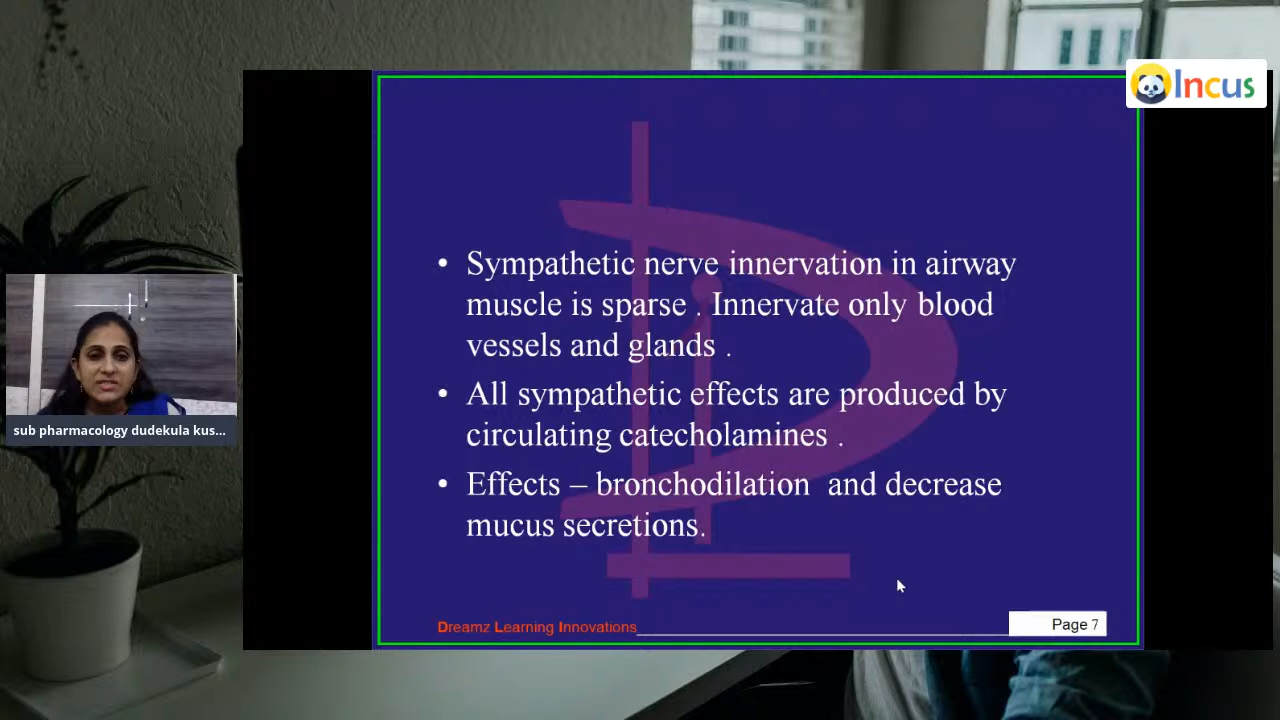 Incus
• Sympathetic nerve innervation in airway
muscle is sparse . Innervate only blood
vessels and glands .
• All sympathetic effects are produced by
circulating catecholamines .
• Effects – bronchodilation and decrease
mucus secretions.
sub pharmacology dudekula kus...
Dreamz Learning Innovations
Page 7